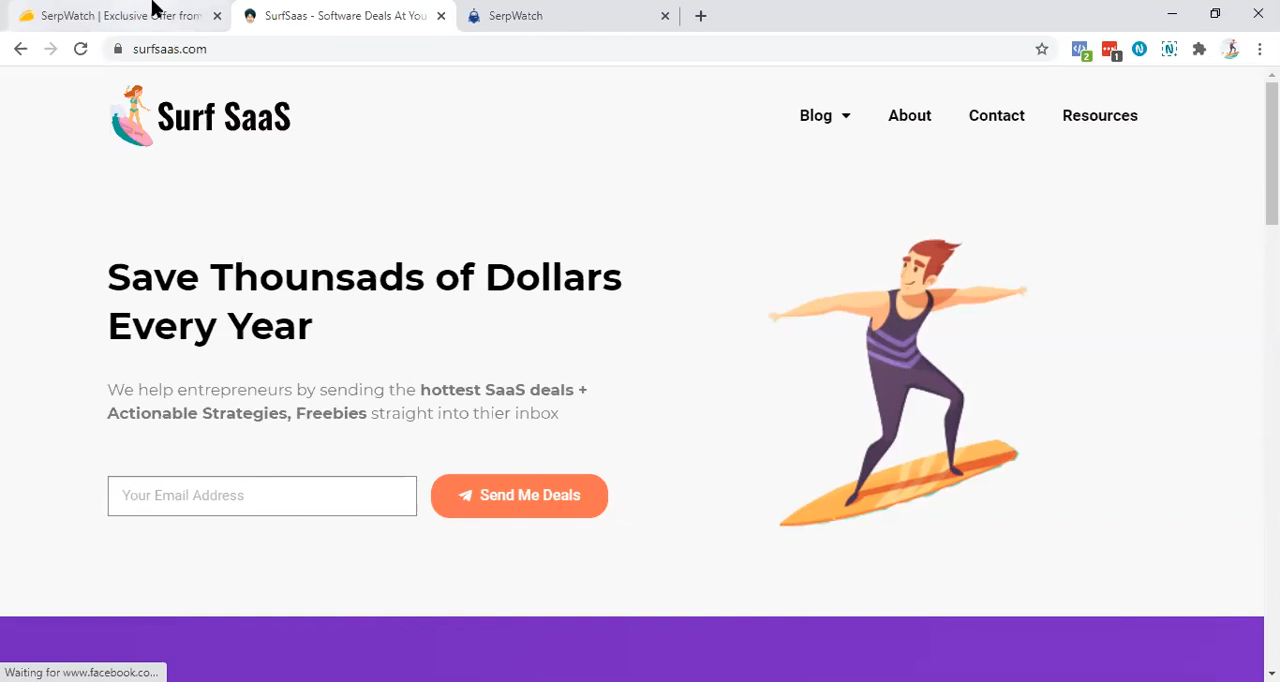 SerpWatch | Exclusive Offer from
SurfSaas - Software Deals At You
SerpWatch
surfsaas.com
2
1
Surf SaaS
Blog
About
Contact
Resources
Save Thounsads of Dollars
Every Year
We help entrepreneurs by sending the hottest SaaS deals +
Actionable Strategies, Freebies straight into thier inbox
Your Email Address
Send Me Deals
Waiting for www.facebook.co...